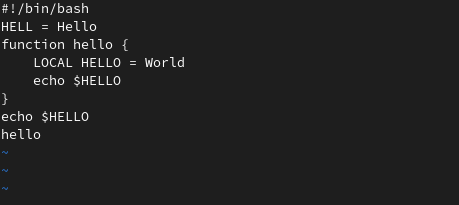 #!/bin/bash
HELL = Hello
function hello {
    LOCAL HELLO = World
    echo $HELLO
}
echo $HELLO
hello
~
~
~